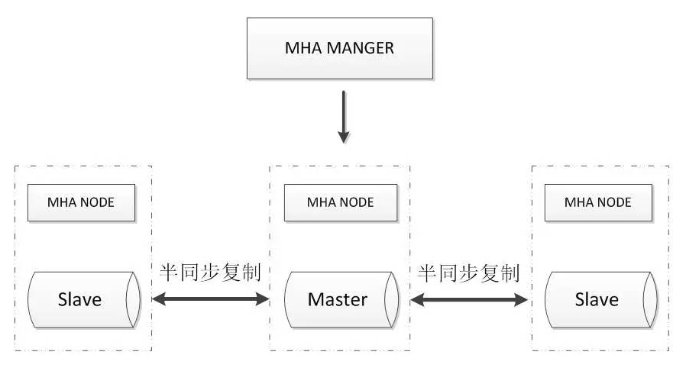 MHA MANGER
MHA NODE
MHA NODE
MHA NODE
半同步复制
半同步复制
Slave
Master
Slave